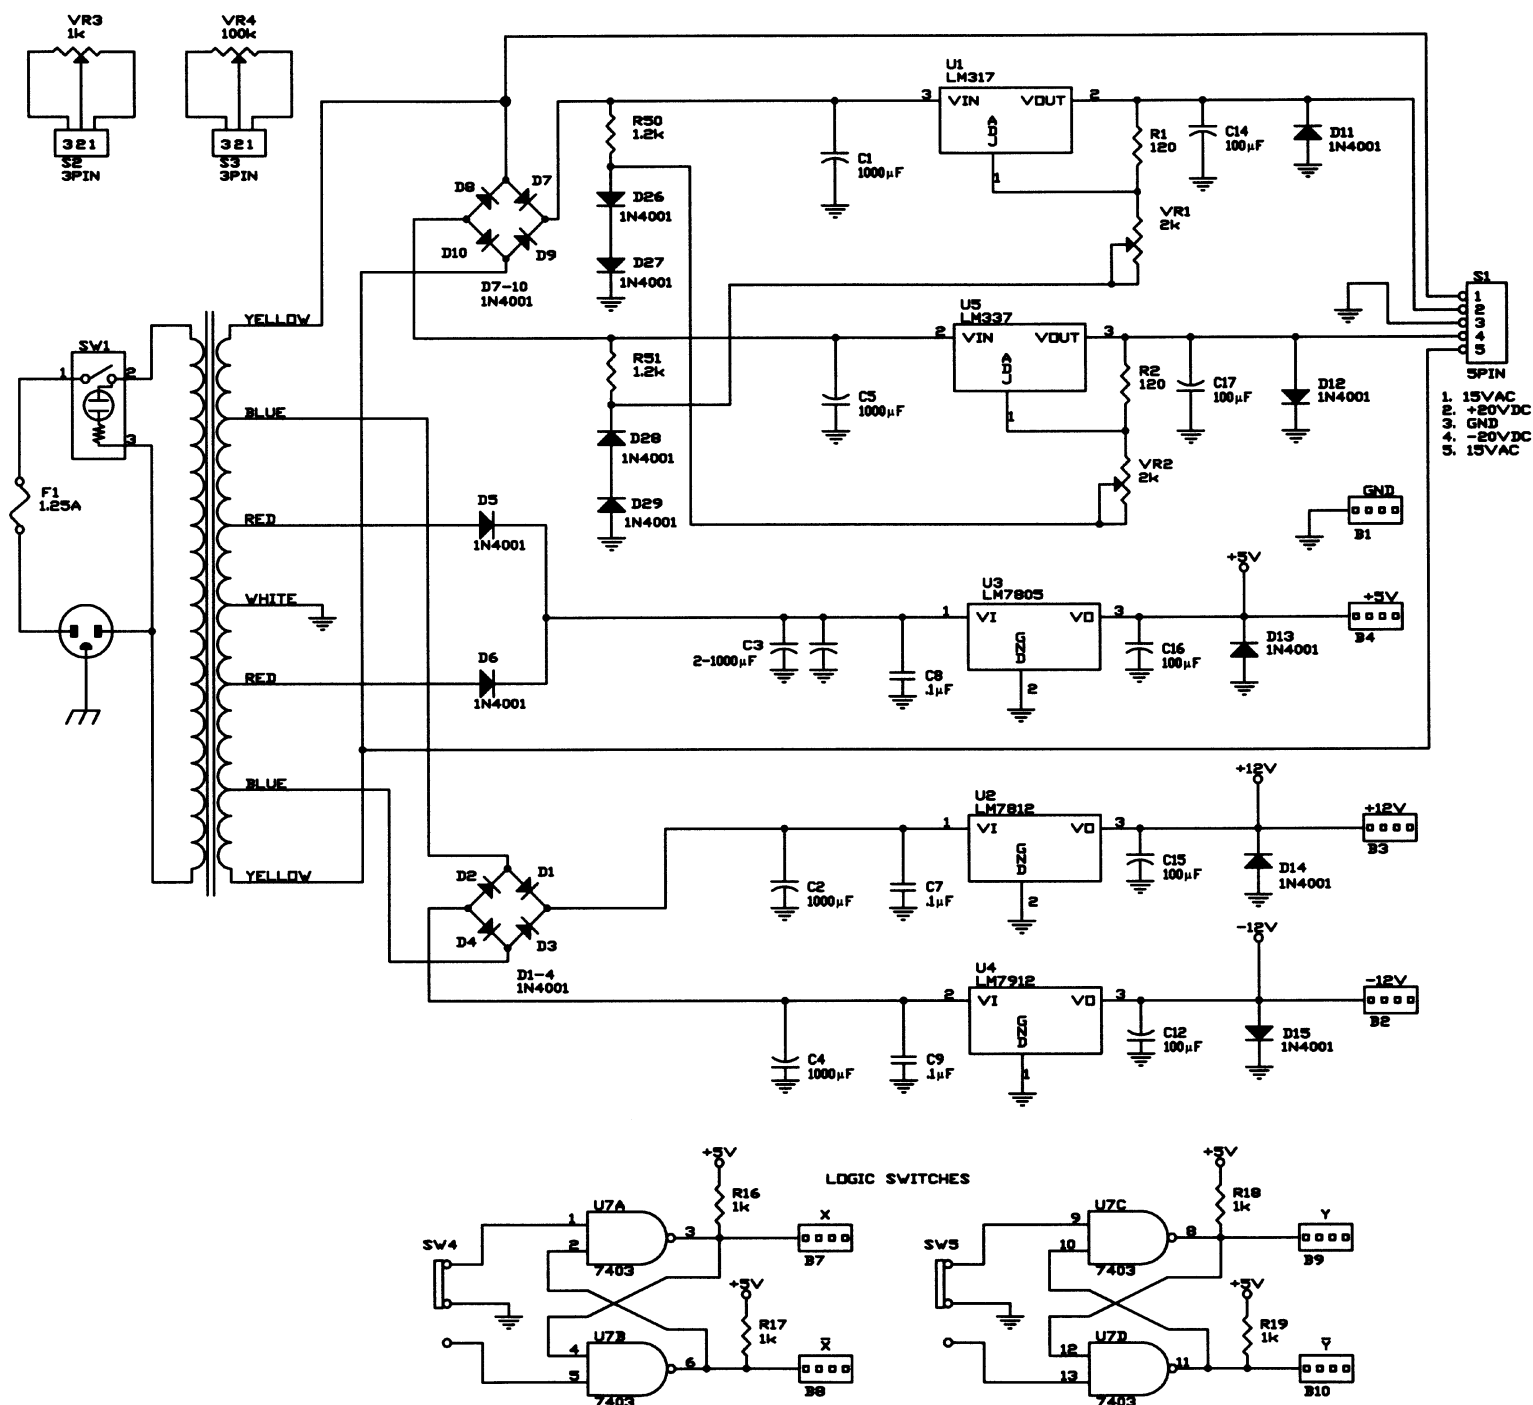 VR3
1k
3 2 1
S2
3PIN
VR4
100k
3 2 1
S3
3PIN
D8
D7
D10
D9
D7-10
1N4001
R50
1.2k
D26
1N4001
D27
1N4001
C1
1000µF
U1
LM317
3
VIN
VOUT
2
ADJ
1
R1
120
C14
100µF
D11
1N4001
VR1
2k
R51
1.2k
D28
1N4001
D29
1N4001
C5
1000µF
U5
LM337
2
VIN
VOUT
3
ADJ
1
R2
120
C17
100µF
D12
1N4001
VR2
2k
S1
1
2
3
4
5
5PIN
1. 15VAC
2. +20VDC
3. GND
4. -20VDC
5. 15VAC
GND
B1
SW1
1
2
3
F1
1.25A
YELLOW
BLUE
RED
WHITE
RED
BLUE
YELLOW
D5
1N4001
D6
1N4001
C3
2-1000µF
C8
.1µF
U3
LM7805
1
VI
VO
3
GND
2
C16
100µF
+5V
D13
1N4001
+5V
B4
D2
D1
D4
D3
D1-4
1N4001
C2
1000µF
C7
.1µF
U2
LM7812
1
VI
VO
3
GND
2
C15
100µF
+12V
D14
1N4001
+12V
B3
C4
1000µF
C9
.1µF
U4
LM7912
2
VI
VO
3
GND
1
C12
100µF
-12V
D15
1N4001
-12V
B2
LOGIC SWITCHES
SW4
U7A
1
2
3
7403
+5V
R16
1k
X
B7
U7B
4
5
6
7403
+5V
R17
1k
X̅
B8
SW5
U7C
9
10
8
7403
+5V
R18
1k
Y
B9
U7D
12
13
11
7403
+5V
R19
1k
Y̅
B10